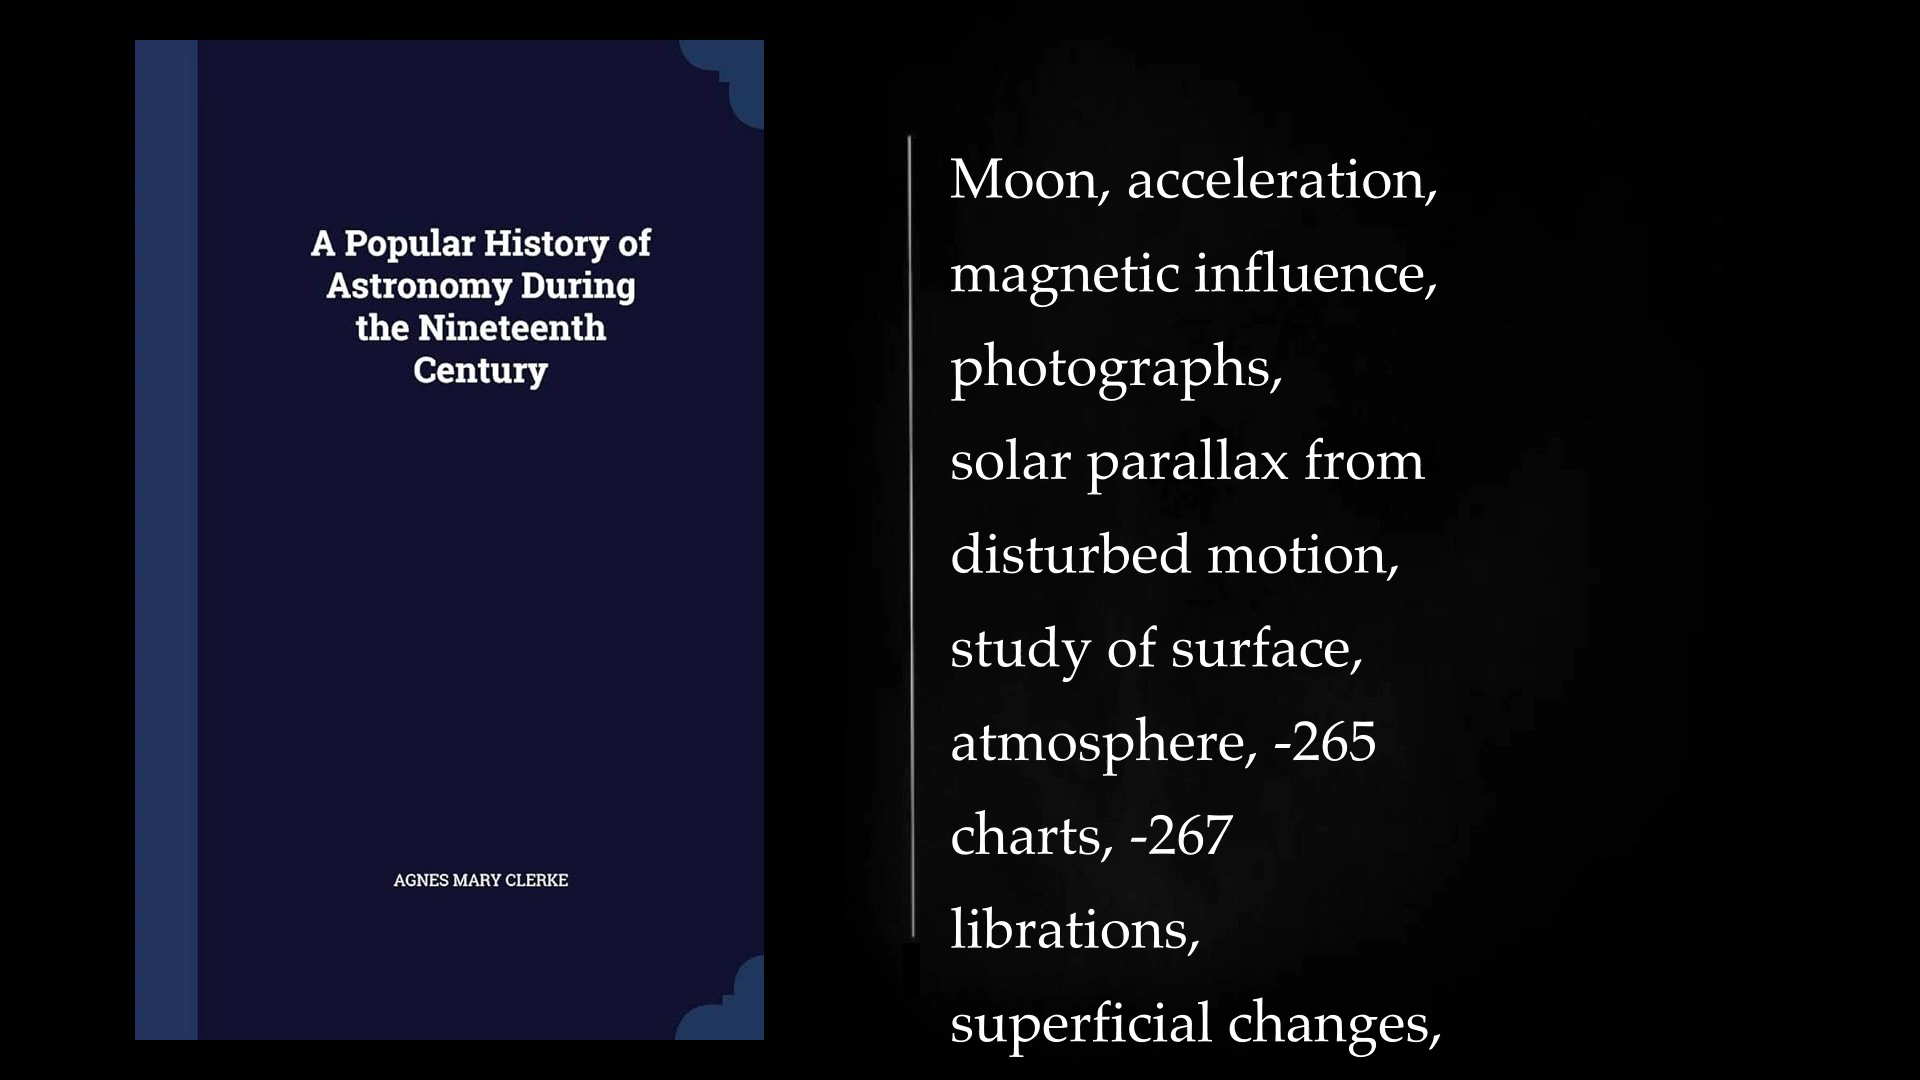 A Popular History of
Astronomy During
the Nineteenth
Century
AGNES MARY CLERKE
Moon, acceleration,
magnetic influence,
photographs,
solar parallax from
disturbed motion,
study of surface,
atmosphere, -265
charts, -267
librations,
superficial changes,